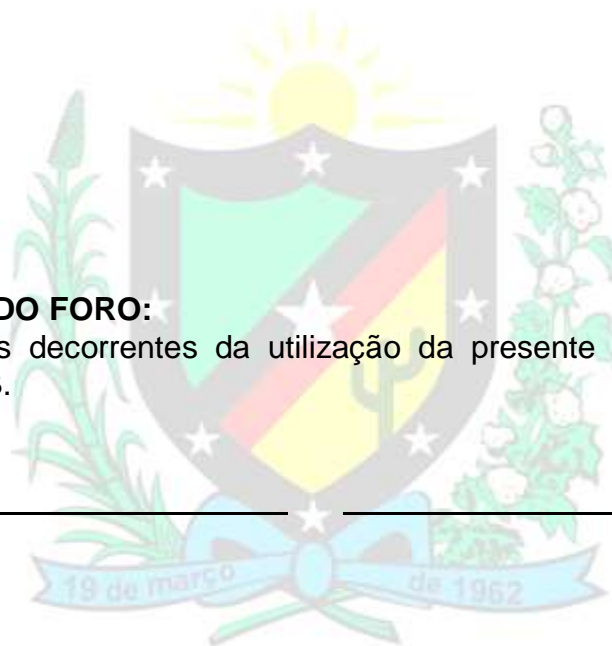 DO FORO:
s decorrentes da utilização da presente
s.
19 de março de 1962